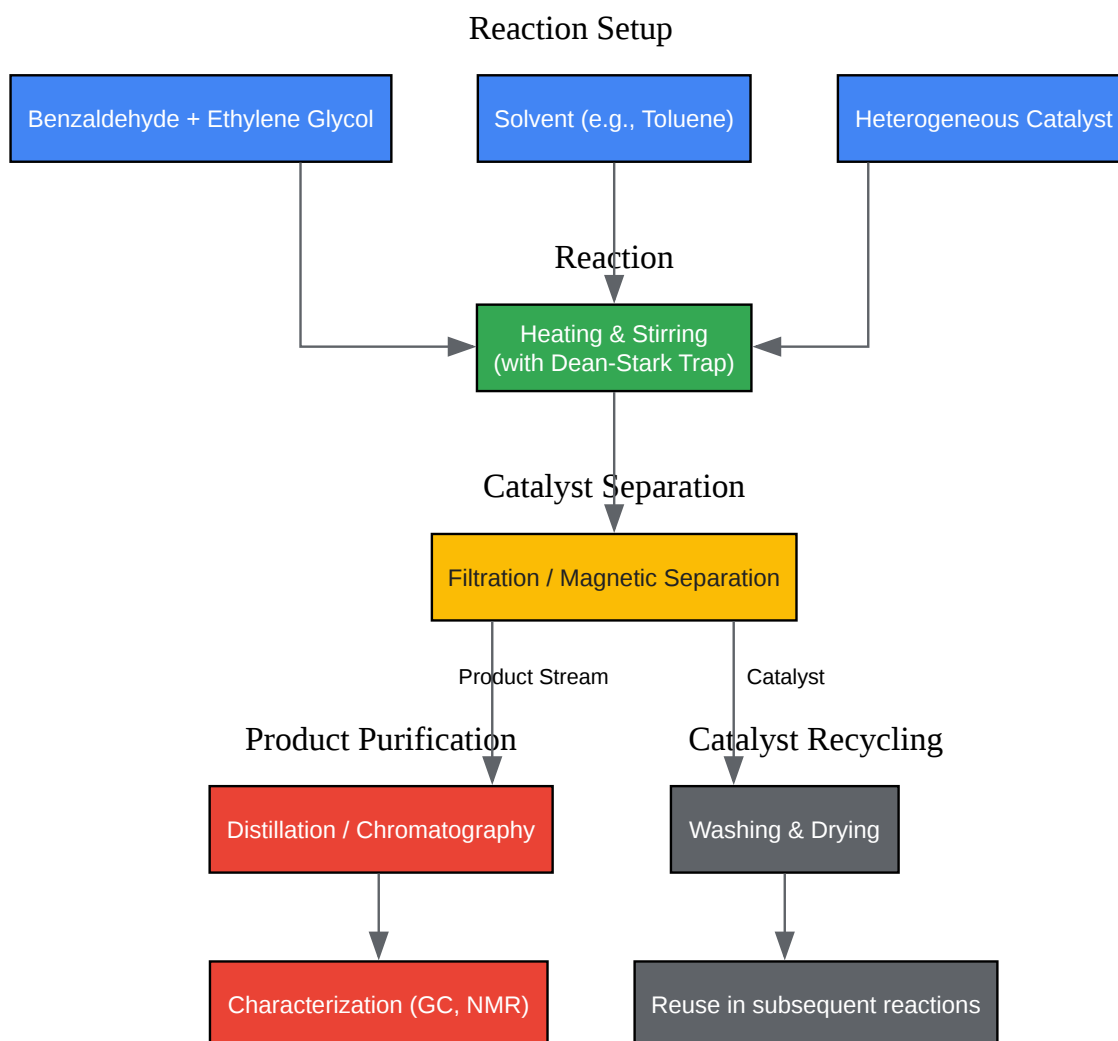 Reaction Setup
Benzaldehyde + Ethylene Glycol
Solvent (e.g., Toluene)
Heterogeneous Catalyst
Reaction
Heating & Stirring
(with Dean-Stark Trap)
Catalyst Separation
Filtration / Magnetic Separation
Product Stream
Catalyst
Product Purification
Catalyst Recycling
Distillation / Chromatography
Washing & Drying
Characterization (GC, NMR)
Reuse in subsequent reactions